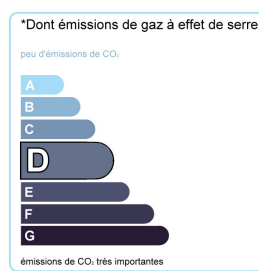 *Dont émissions de gaz à effet de serre
peu d'émissions de CO₂
A
B
C
D
E
F
G
émissions de CO₂ très importantes